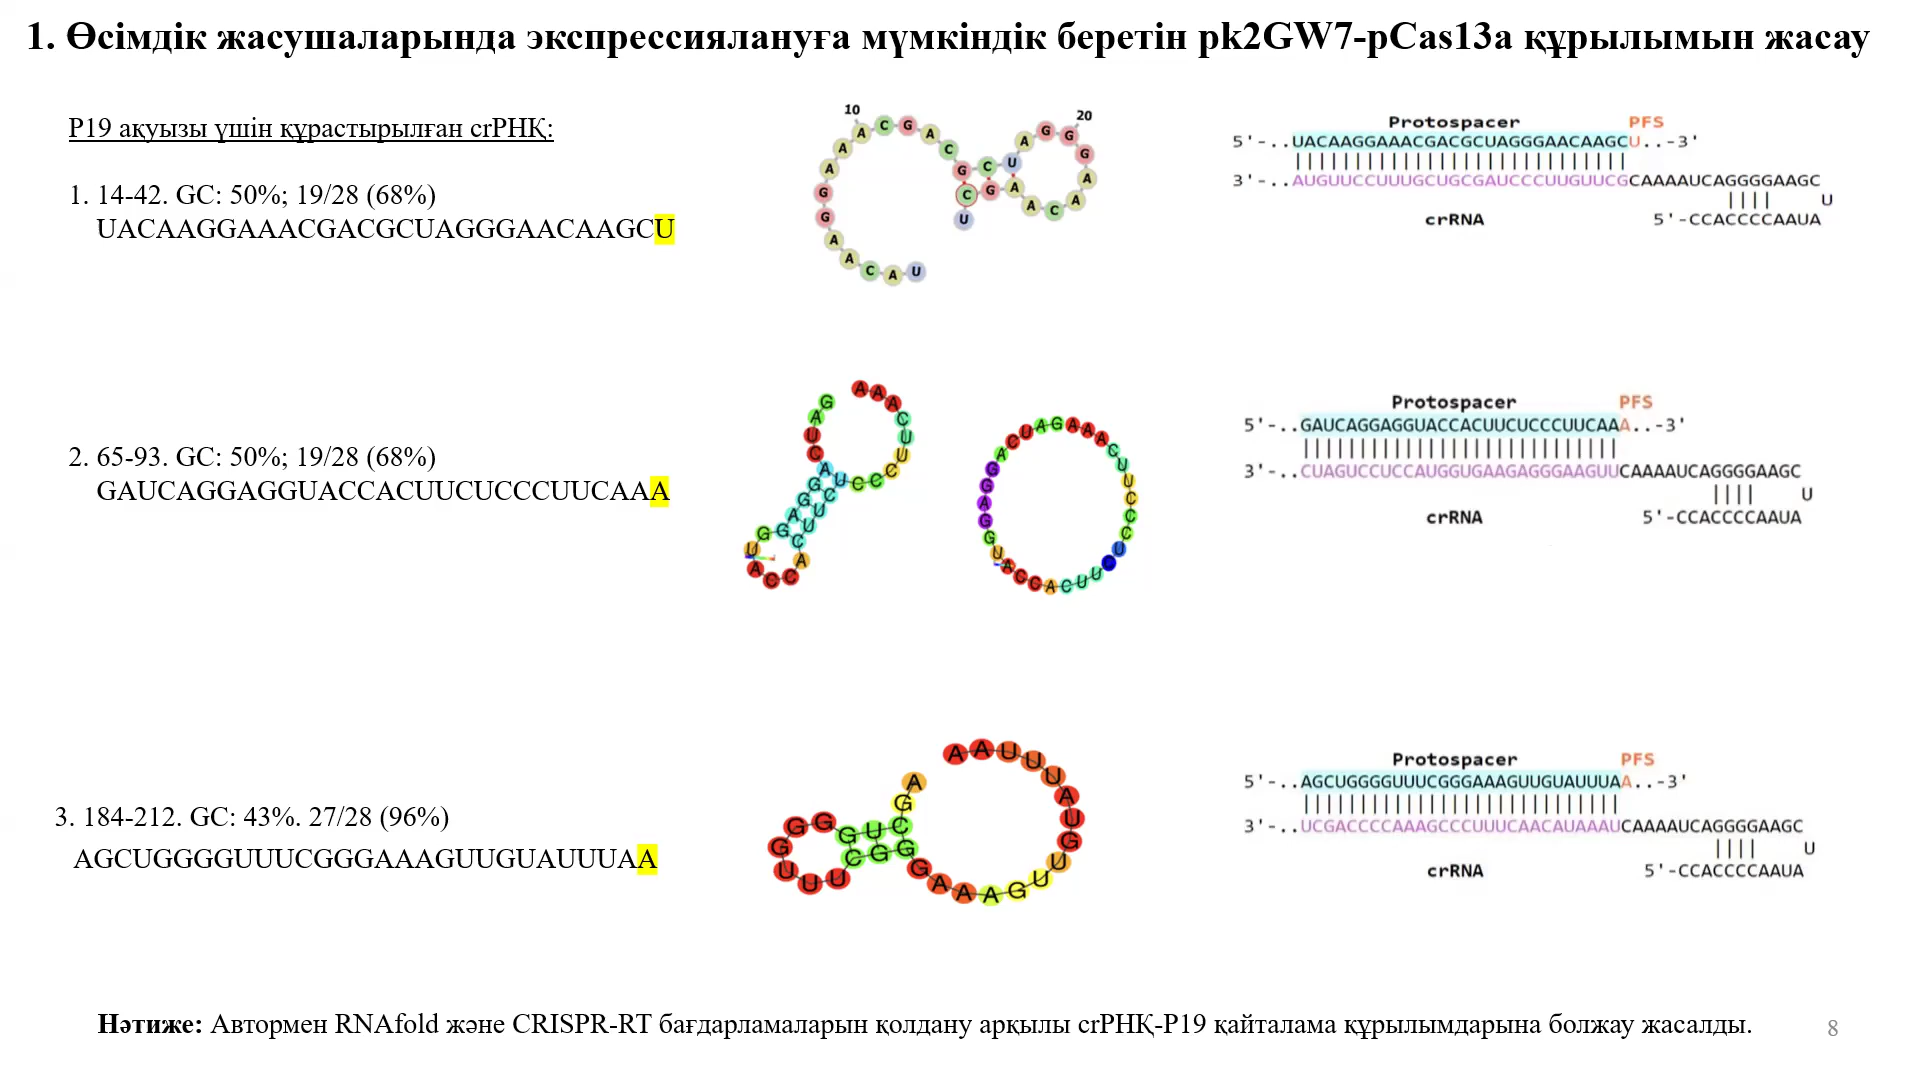 1. Өсімдік жасушаларында экспрессиялануға мүмкіндік беретін pk2GW7-pCas13a құрылымын жасау
P19 ақуызы үшін құрастырылған crРНҚ:
1. 14-42. GC: 50%; 19/28 (68%)
UACAAGGAAACGACGCUAGGGAACAAGCU
10
20
Protospacer PFS
5'-..UACAAGGAAACGACGCUAGGGAACAAGCU..-3'
3'-..AUGUUCCUUUGCUGCGAUCCCUUGUUCGCAAAAUCAGGGGAAGC
U
crRNA 5'-CCACCCCAAUA
2. 65-93. GC: 50%; 19/28 (68%)
GAUCAGGAGGUACCACUUCUCCCUUCAAA
Protospacer PFS
5'-..GAUCAGGAGGUACCACUUCUCCCUUCAAA..-3'
3'-..CUAGUCCUCCAUGGUGAAGAGGGAAGUUCAAAAUCAGGGGAAGC
U
crRNA 5'-CCACCCCAAUA
3. 184-212. GC: 43%. 27/28 (96%)
AGCUGGGGUUUCGGGAAAGUUGUAUUUAA
Protospacer PFS
5'-..AGCUGGGGUUUCGGGAAAGUUGUAUUUAA..-3'
3'-..UCGACCCCAAAGCCCUUUCAACAUAAAUCAAAAUCAGGGGAAGC
U
crRNA 5'-CCACCCCAAUA
Нәтиже: Автормен RNAfold және CRISPR-RT бағдарламаларын қолдану арқылы crРНҚ-P19 қайталама құрылымдарына болжау жасалды.
8